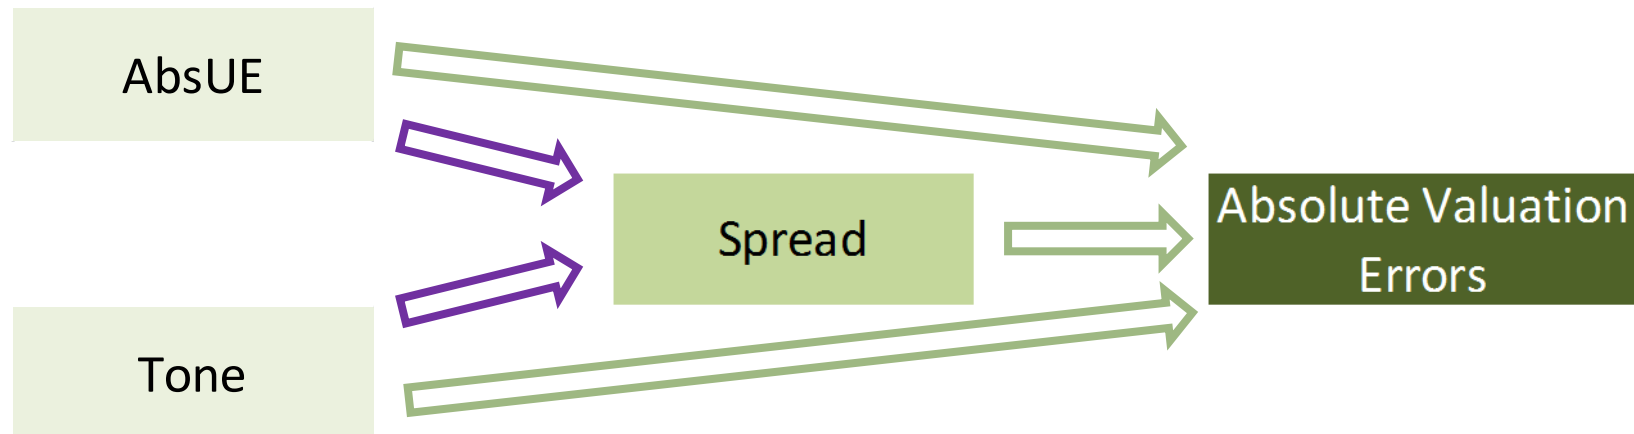 AbsUE
Spread
Absolute Valuation
Errors
Tone